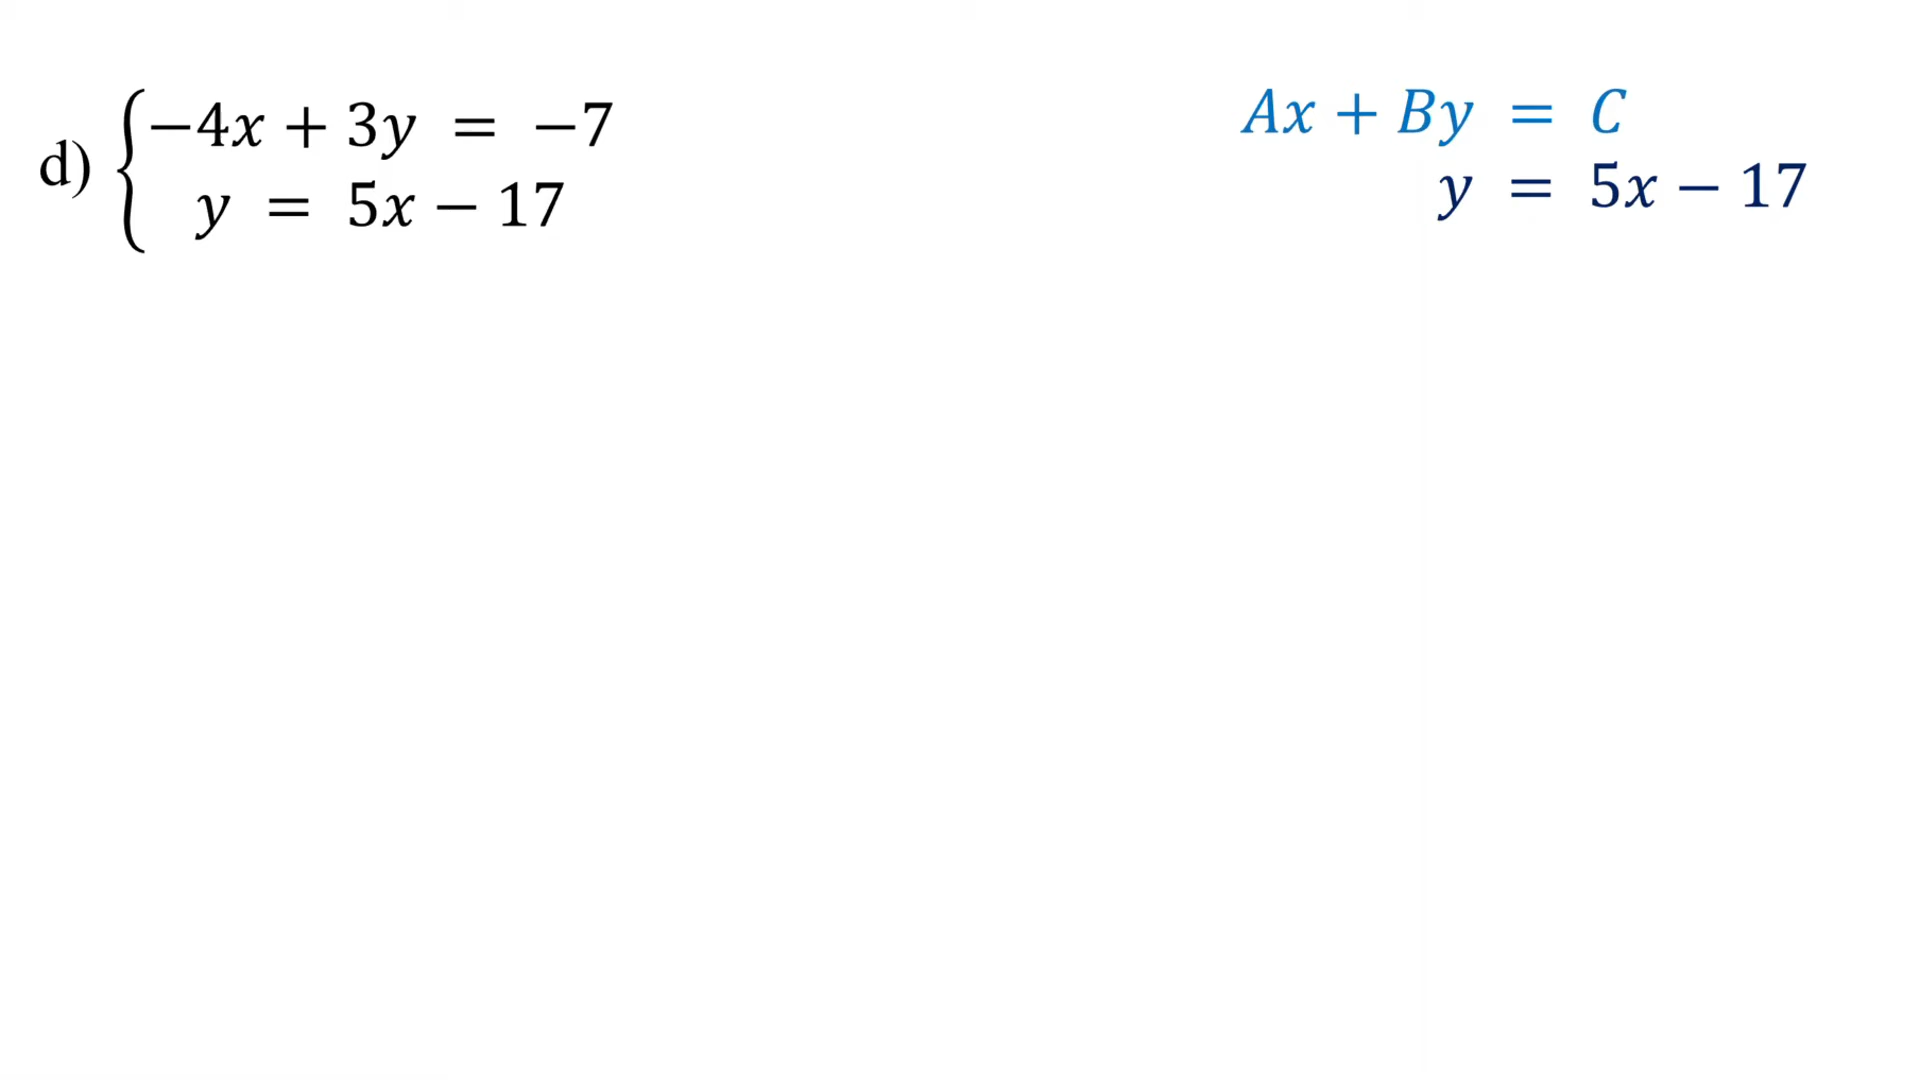 d) {−4x + 3y = −7
y = 5x − 17
Ax + By = C
y = 5x − 17